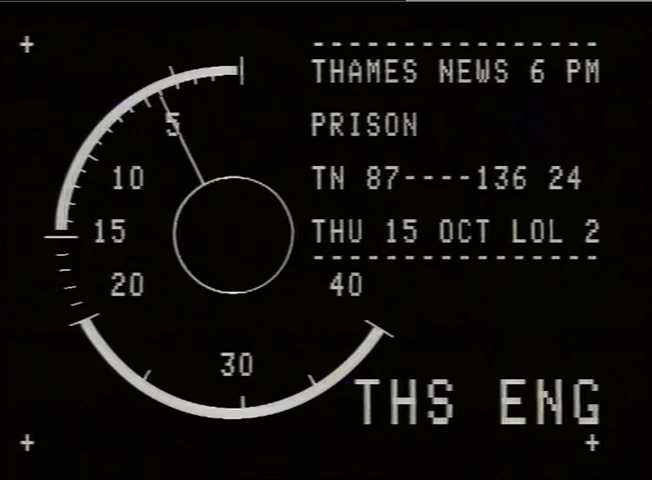 THAMES NEWS 6 PM
PRISON
TN 87----136 24
THU 15 OCT LOL 2
5
10
15
20
30
40
THS ENG